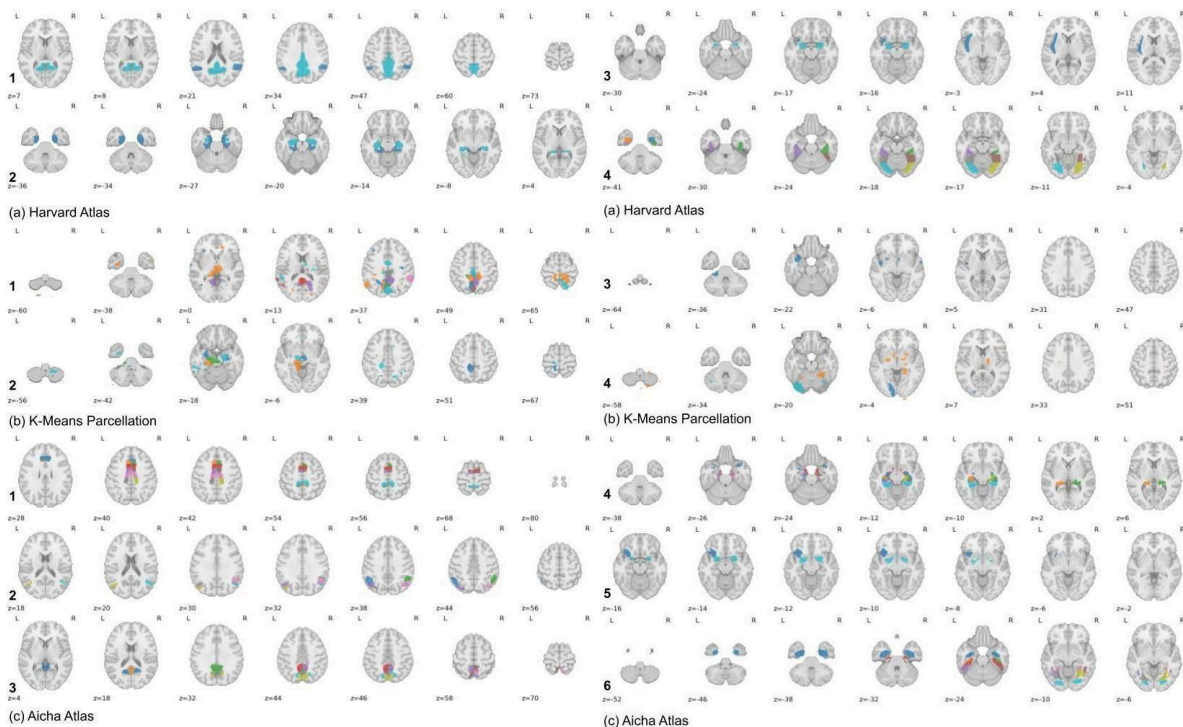 L R L R L R L R L R L R L R
1
z=7 z=8 z=21 z=34 z=47 z=60 z=73
L R L R L R L R L R L R L R
2
z=-36 z=-34 z=-27 z=-20 z=-14 z=-8 z=4
(a) Harvard Atlas
L R L R L R L R L R L R L R
1
z=-60 z=-38 z=0 z=13 z=37 z=49 z=65
L R L R L R L R L R L R L R
2
z=-56 z=-42 z=-18 z=-6 z=39 z=51 z=67
(b) K-Means Parcellation
L R L R L R L R L R L R L R
1
z=28 z=40 z=42 z=54 z=56 z=68 z=80
L R L R L R L R L R L R L R
2
z=18 z=20 z=30 z=32 z=38 z=44 z=56
L R L R L R L R L R L R L R
3
z=4 z=18 z=32 z=44 z=46 z=58 z=70
(c) Aicha Atlas
L R L R L R L R L R L R L R
3
z=-30 z=-24 z=-17 z=-16 z=-3 z=4 z=11
L R L R L R L R L R L R L R
4
z=-41 z=-30 z=-24 z=-18 z=-17 z=-11 z=-4
(a) Harvard Atlas
L R L R L R L R L R L R L R
3
z=-64 z=-36 z=-22 z=-6 z=5 z=31 z=47
L R L R L R L R L R L R L R
4
z=-58 z=-34 z=-20 z=-4 z=7 z=33 z=51
(b) K-Means Parcellation
L R L R L R L R L R L R L R
4
z=-38 z=-26 z=-24 z=-12 z=-10 z=2 z=6
L R L R L R L R L R L R L R
5
z=-16 z=-14 z=-12 z=-10 z=-8 z=-6 z=-2
L R L R L R L R L R L R L R
6
z=-52 z=-46 z=-38 z=-32 z=-24 z=-10 z=-6
(c) Aicha Atlas